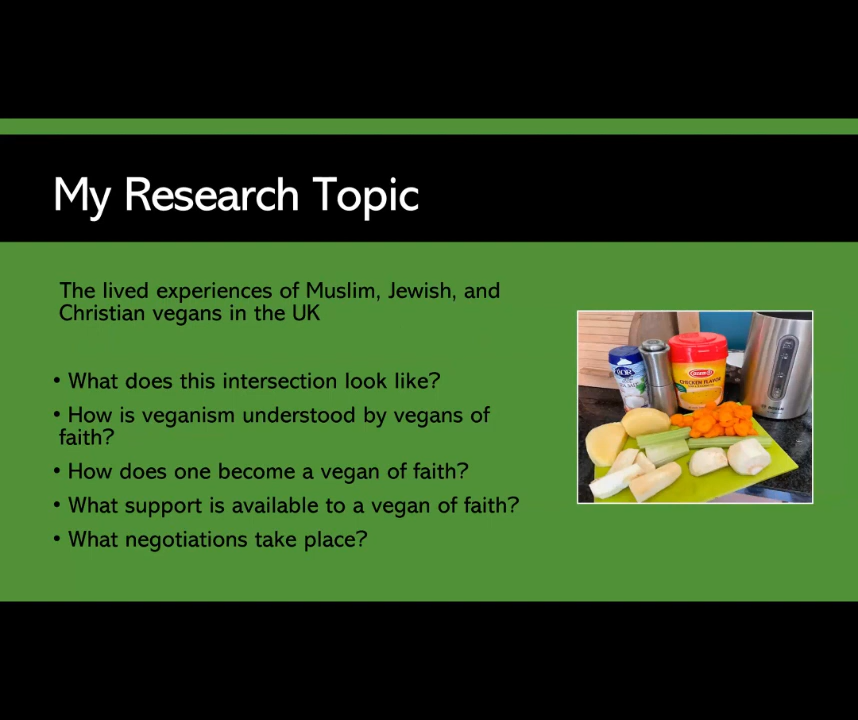 My Research Topic
The lived experiences of Muslim, Jewish, and
Christian vegans in the UK
• What does this intersection look like?
• How is veganism understood by vegans of
faith?
• How does one become a vegan of faith?
• What support is available to a vegan of faith?
• What negotiations take place?
CHICKEN FLAVOR